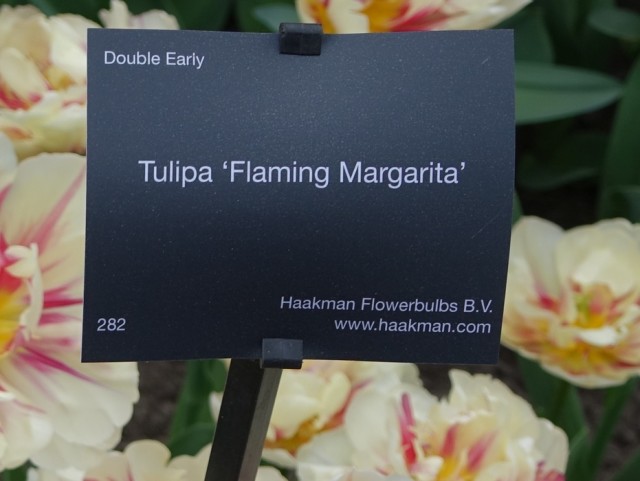 Double Early
Tulipa ‘Flaming Margarita’
Haakman Flowerbulbs B.V.
282
www.haakman.com